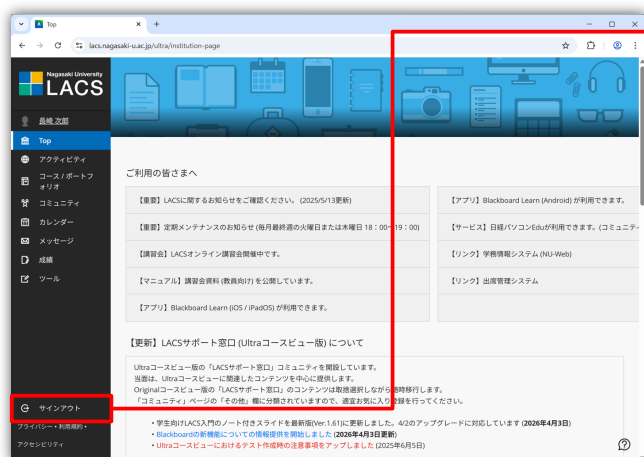 Top
lacs.nagasaki-u.ac.jp/ultra/institution-page
Nagasaki University
LACS
長崎 次郎
Top
アクティビティ
コース / ポートフ
ォリオ
コミュニティ
カレンダー
メッセージ
成績
ツール
サインアウト
プライバシー・利用規約・
アクセシビリティ
ご利用の皆さまへ
【重要】LACSに関するお知らせをご確認ください。 (2025/5/13更新)
【アプリ】Blackboard Learn (Android) が利用できます。
【重要】定期メンテナンスのお知らせ (毎月最終週の火曜日または木曜日 18：00～19：00)
【サービス】日経パソコンEduが利用できます。(コミュニティ
【講習会】LACSオンライン講習会開催中です。
【リンク】学務情報システム (NU-Web)
【マニュアル】講習会資料 (教員向け) を公開しています。
【リンク】出席管理システム
【アプリ】Blackboard Learn (iOS / iPadOS) が利用できます。
【更新】LACSサポート窓口 (Ultraコースビュー版) について
Ultraコースビュー版の「LACSサポート窓口」コミュニティを開設しています。
当面は、Ultraコースビューに関連したコンテンツを中心に提供します。
Originalコースビュー版の「LACSサポート窓口」のコンテンツは取捨選択しながら随時移行します。
「コミュニティ」ページの「その他」欄に分類されていますので、適宜お気に入り登録を行ってください。
• 学生向けLACS入門のノート付きスライドを最新版(Ver.1.61)に更新しました。4/2のアップグレードに対応しています (2026年4月3日)
• Blackboardの新機能についての情報提供を開始しました (2026年4月3日更新)
• Ultraコースビューにおけるテスト作成時の注意事項をアップしました (2025年6月5日)